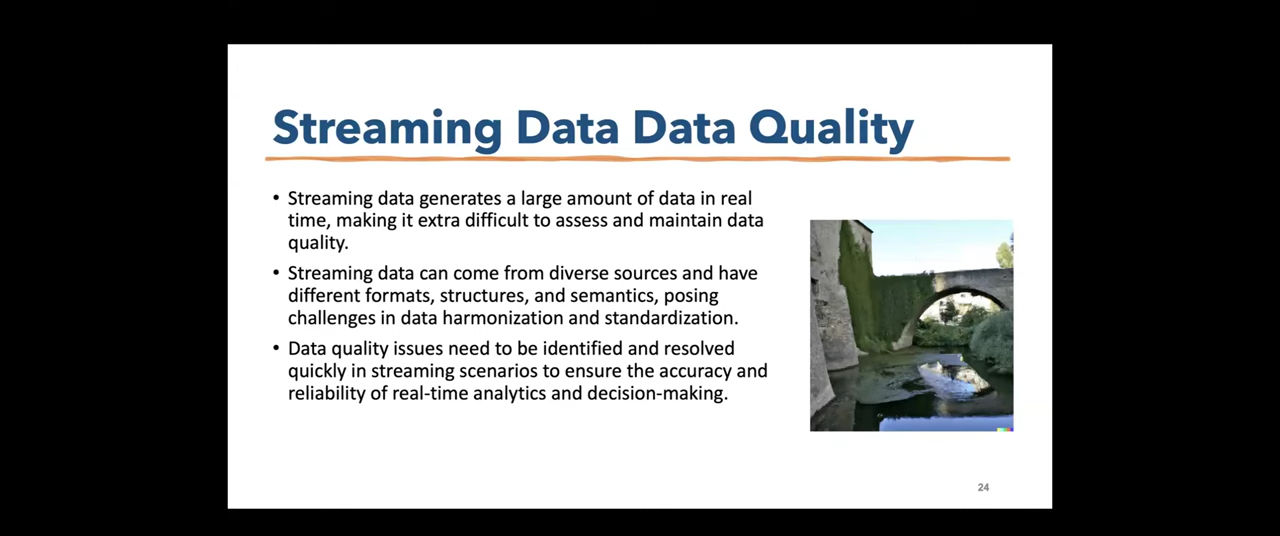 Streaming Data Data Quality
• Streaming data generates a large amount of data in real
time, making it extra difficult to assess and maintain data
quality.
• Streaming data can come from diverse sources and have
different formats, structures, and semantics, posing
challenges in data harmonization and standardization.
• Data quality issues need to be identified and resolved
quickly in streaming scenarios to ensure the accuracy and
reliability of real-time analytics and decision-making.
24